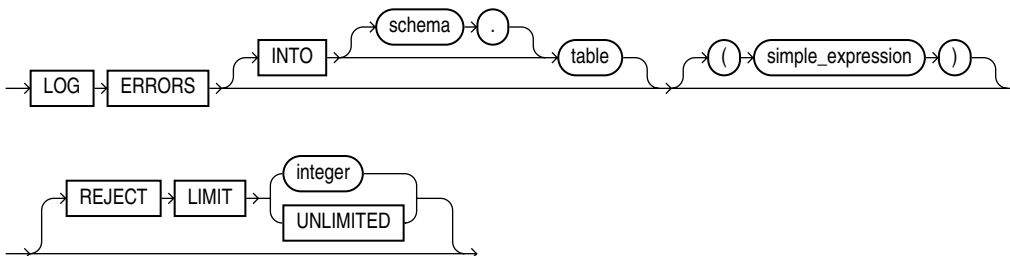 schema .
INTO table ( simple_expression )
LOG ERRORS
integer
REJECT LIMIT
UNLIMITED